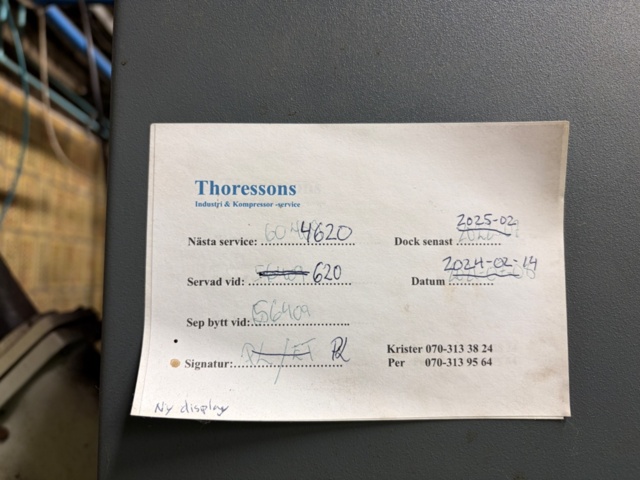 Thoressons
Industri & Kompressor -service
Nästa service: 4620
Dock senast 2025-02
Servad vid: 620
Datum 2024-02-14
Sep bytt vid: 56409
Signatur:
Krister 070-313 38 24
Per 070-313 95 64
Ny display